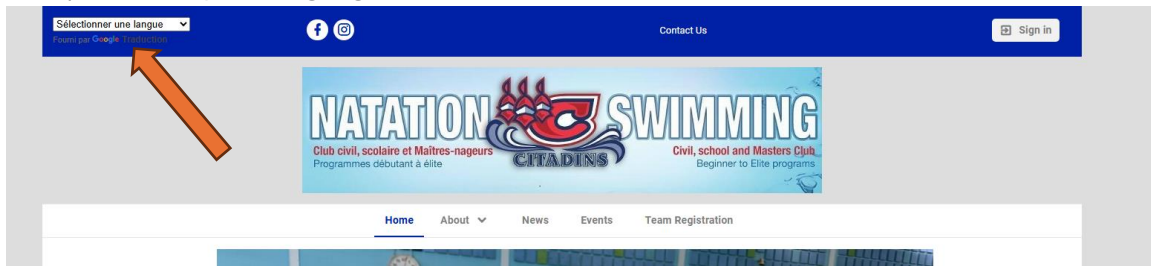 Sélectionner une langue
Fourni par Google Traduction
Contact Us
Sign in
NATATION SWIMMING
Club civil, scolaire et Maîtres-nageurs
Programmes débutant à élite
CITADINS
Civil, school and Masters Club
Beginner to Elite programs
Home About News Events Team Registration